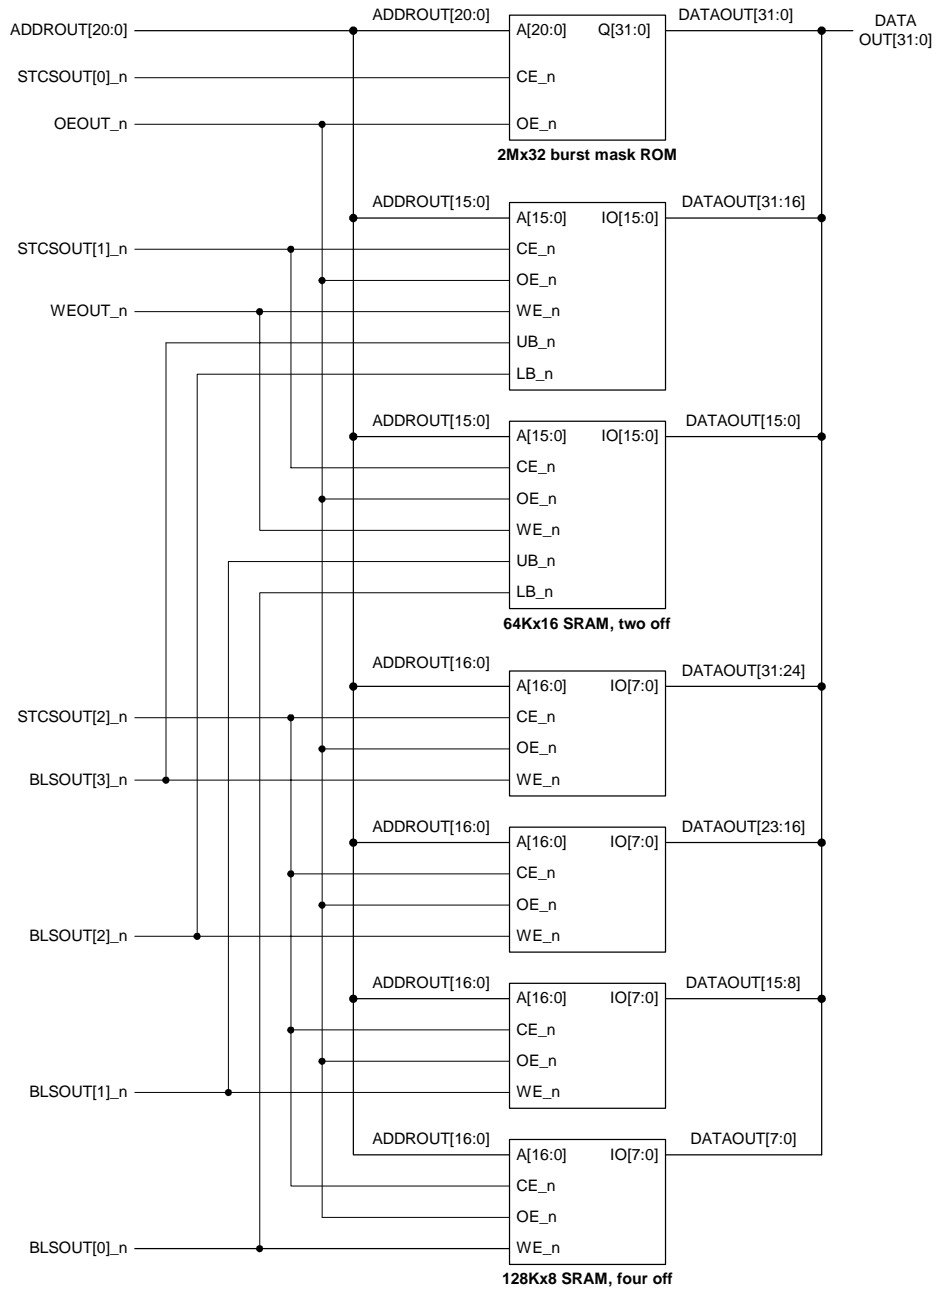 ADDROUT[20:0]
STCSOUT[0]_n
OEOUT_n
ADDROUT[20:0]
A[20:0] Q[31:0]
CE_n
OE_n
2Mx32 burst mask ROM
DATAOUT[31:0]
DATA
OUT[31:0]
STCSOUT[1]_n
WEOUT_n
ADDROUT[15:0]
A[15:0] IO[15:0]
CE_n
OE_n
WE_n
UB_n
LB_n
DATAOUT[31:16]
ADDROUT[15:0]
A[15:0] IO[15:0]
CE_n
OE_n
WE_n
UB_n
LB_n
64Kx16 SRAM, two off
DATAOUT[15:0]
STCSOUT[2]_n
BLSOUT[3]_n
ADDROUT[16:0]
A[16:0] IO[7:0]
CE_n
OE_n
WE_n
DATAOUT[31:24]
BLSOUT[2]_n
ADDROUT[16:0]
A[16:0] IO[7:0]
CE_n
OE_n
WE_n
DATAOUT[23:16]
BLSOUT[1]_n
ADDROUT[16:0]
A[16:0] IO[7:0]
CE_n
OE_n
WE_n
DATAOUT[15:8]
BLSOUT[0]_n
ADDROUT[16:0]
A[16:0] IO[7:0]
CE_n
OE_n
WE_n
DATAOUT[7:0]
128Kx8 SRAM, four off